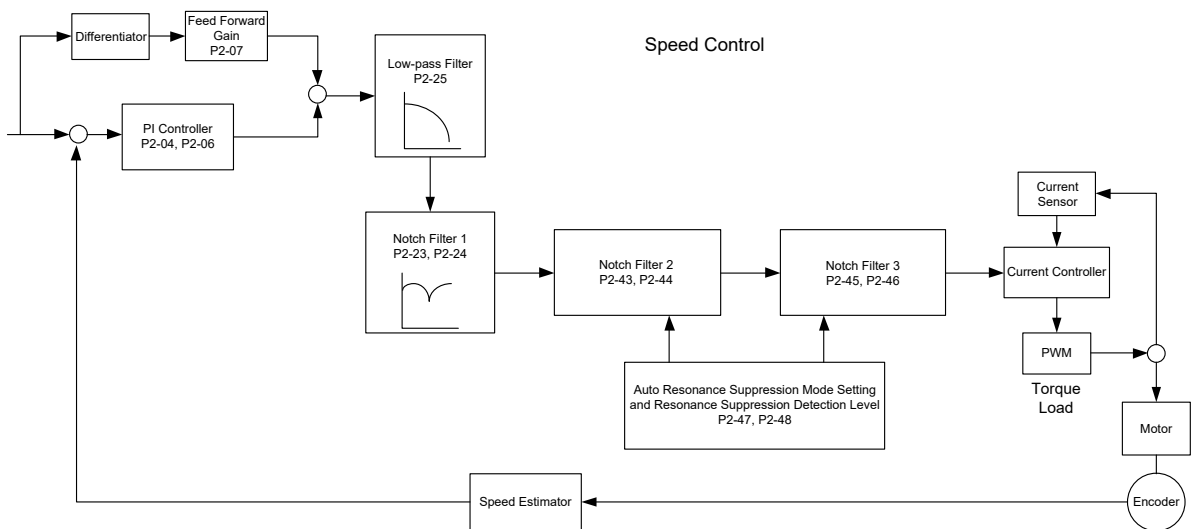 Speed Control
Differentiator
Feed Forward
Gain
P2-07
Low-pass Filter
P2-25
PI Controller
P2-04, P2-06
Notch Filter 1
P2-23, P2-24
Notch Filter 2
P2-43, P2-44
Notch Filter 3
P2-45, P2-46
Current
Sensor
Current Controller
PWM
Torque
Load
Auto Resonance Suppression Mode Setting
and Resonance Suppression Detection Level
P2-47, P2-48
Motor
Speed Estimator
Encoder